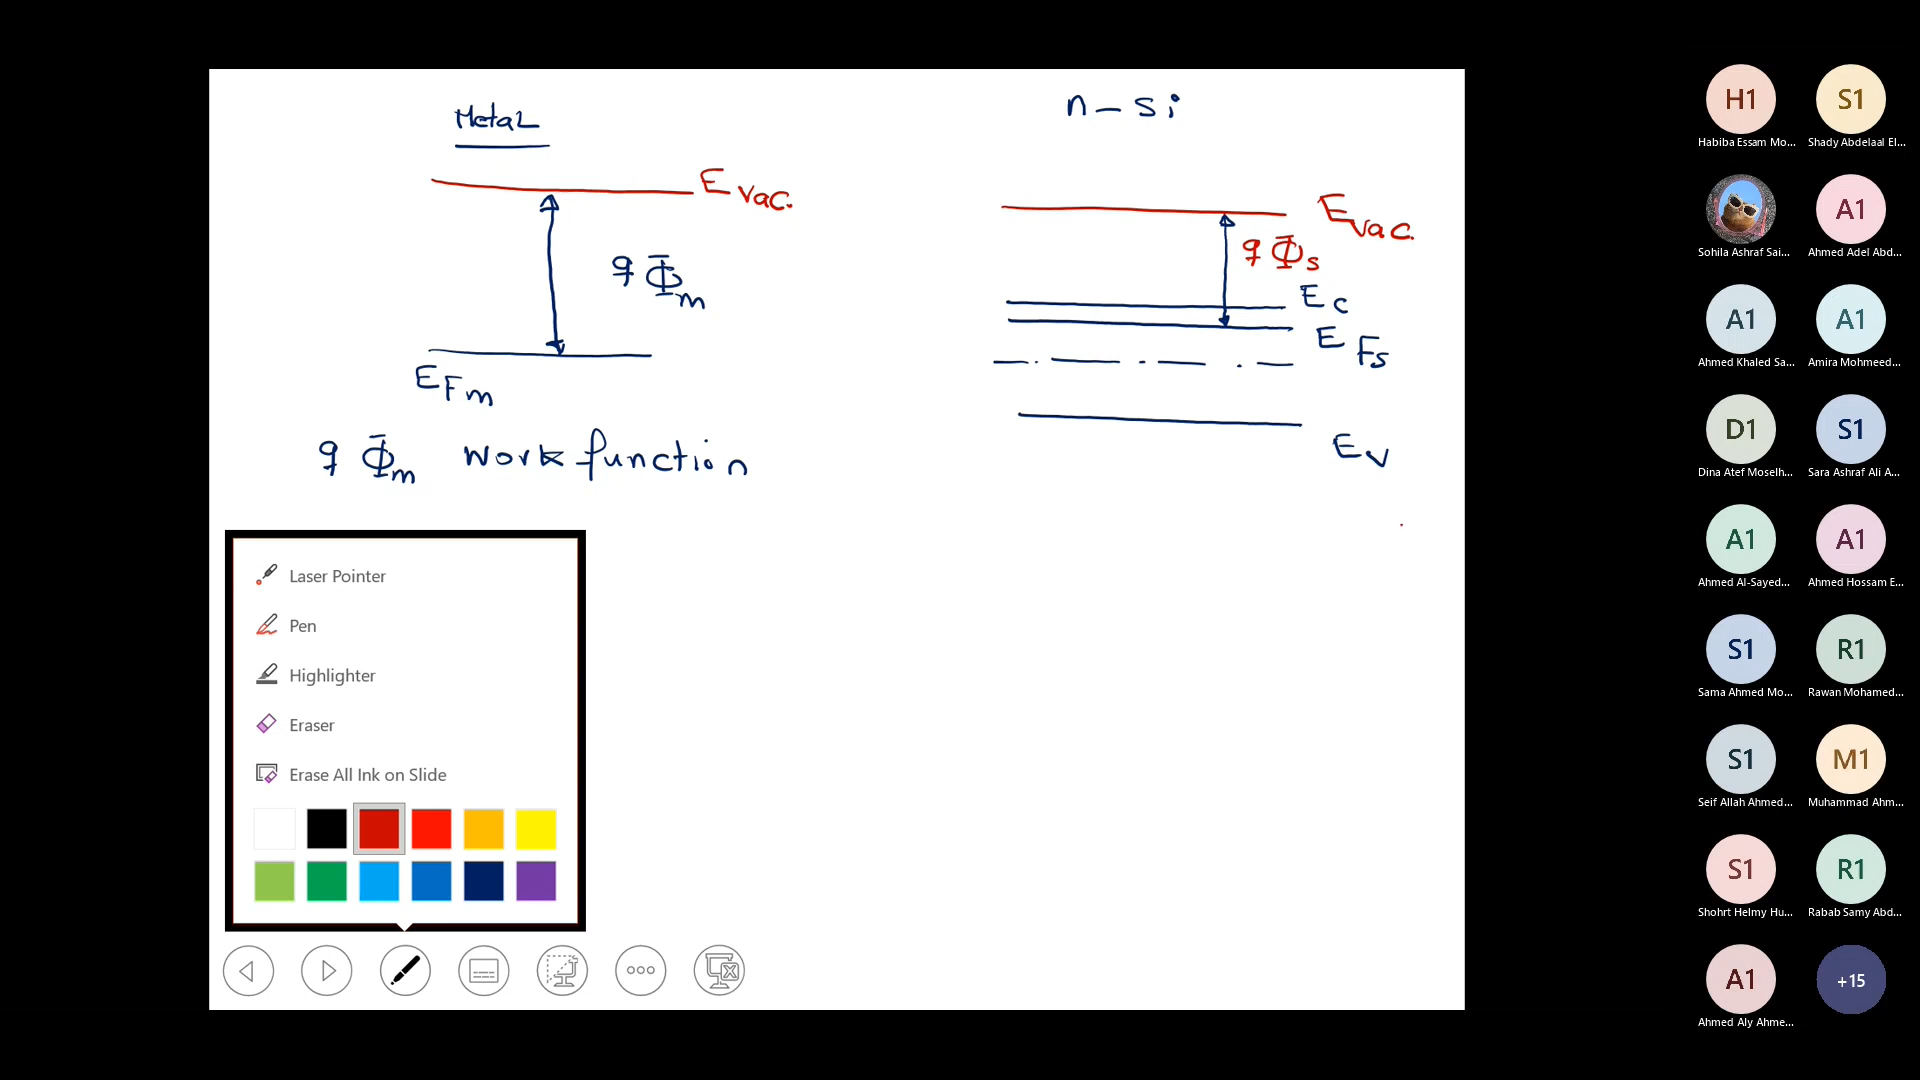 Metal
E vac.
q Φm
EFm
q Φm work function
n - si
Evac.
q Φs
Ec
EFs
Ev
Laser Pointer
Pen
Highlighter
Eraser
Erase All Ink on Slide
H1
Habiba Essam Mo...
S1
Shady Abdelaal El...
Sohila Ashraf Sai...
A1
Ahmed Adel Abd...
A1
Ahmed Khaled Sa...
A1
Amira Mohmeed...
D1
Dina Atef Moselh...
S1
Sara Ashraf Ali A...
A1
Ahmed Al-Sayed...
A1
Ahmed Hossam E...
S1
Sama Ahmed Mo...
R1
Rawan Mohamed...
S1
Seif Allah Ahmed...
M1
Muhammad Ahm...
S1
Shohrt Helmy Hu...
R1
Rabab Samy Abd...
A1
Ahmed Aly Ahme...
+15